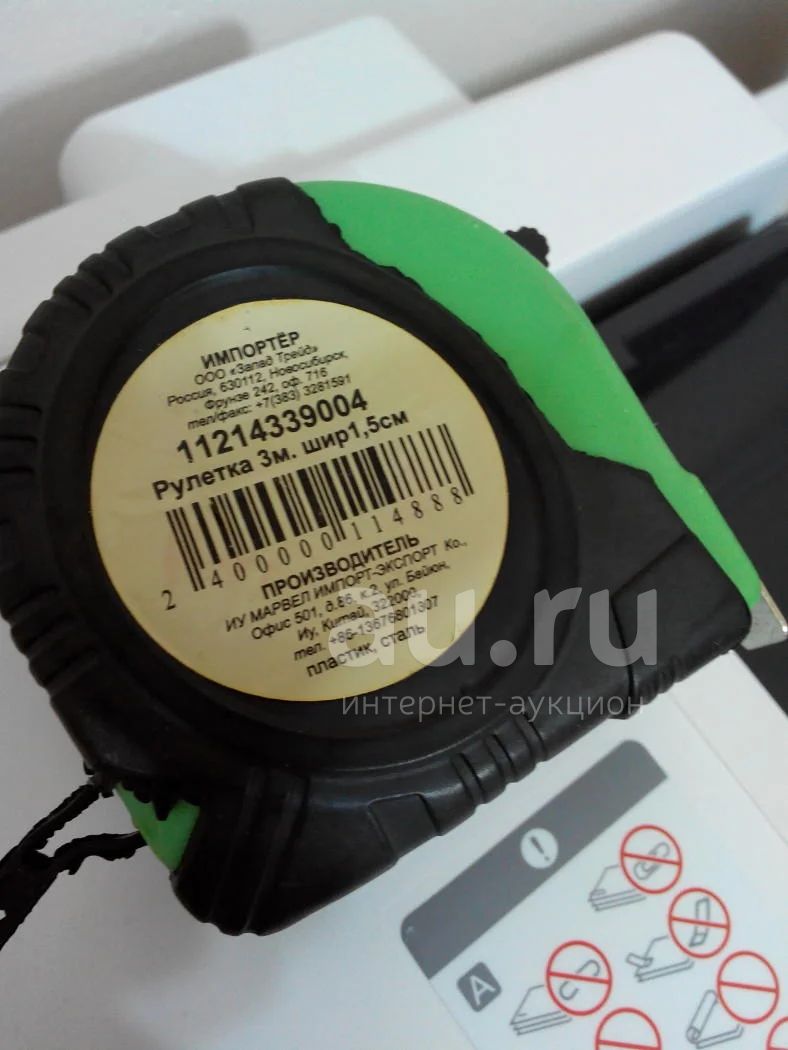 ИМПОРТЁР
ООО «Запад Трейд»
Россия, 630112, Новосибирск,
Фрунзе 242, оф. 716
тел/факс: +7(383) 3281591
11214339004
Рулетка 3м. шир1,5см
2 400000 114888
ПРОИЗВОДИТЕЛЬ
ИУ МАРВЕЛ ИМПОРТ-ЭКСПОРТ Ко.,
Офис 501, д.86, к.2, ул. Бейюн,
Иу, Китай, 322000,
тел. +86-13676801307
пластик, сталь
au.ru
интернет-аукцион
A